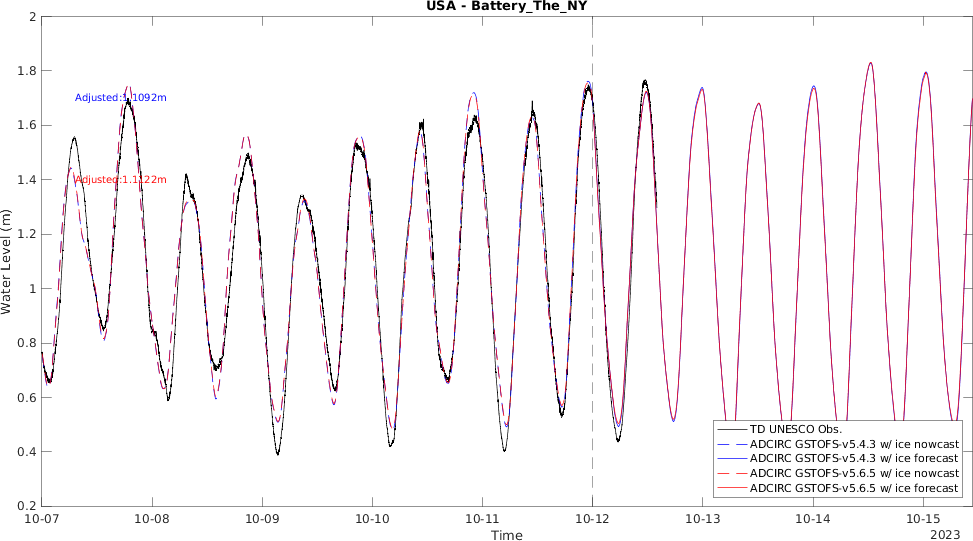 USA - Battery_The_NY
2
1.8
1.6
1.4
1.2
1
0.8
0.6
0.4
0.2
Water Level (m)
Adjusted:1.1092m
Adjusted:1.1122m
TD UNESCO Obs.
ADCIRC GSTOFS-v5.4.3 w/ ice nowcast
ADCIRC GSTOFS-v5.4.3 w/ ice forecast
ADCIRC GSTOFS-v5.6.5 w/ ice nowcast
ADCIRC GSTOFS-v5.6.5 w/ ice forecast
10-07 10-08 10-09 10-10 10-11 10-12 10-13 10-14 10-15
Time
2023